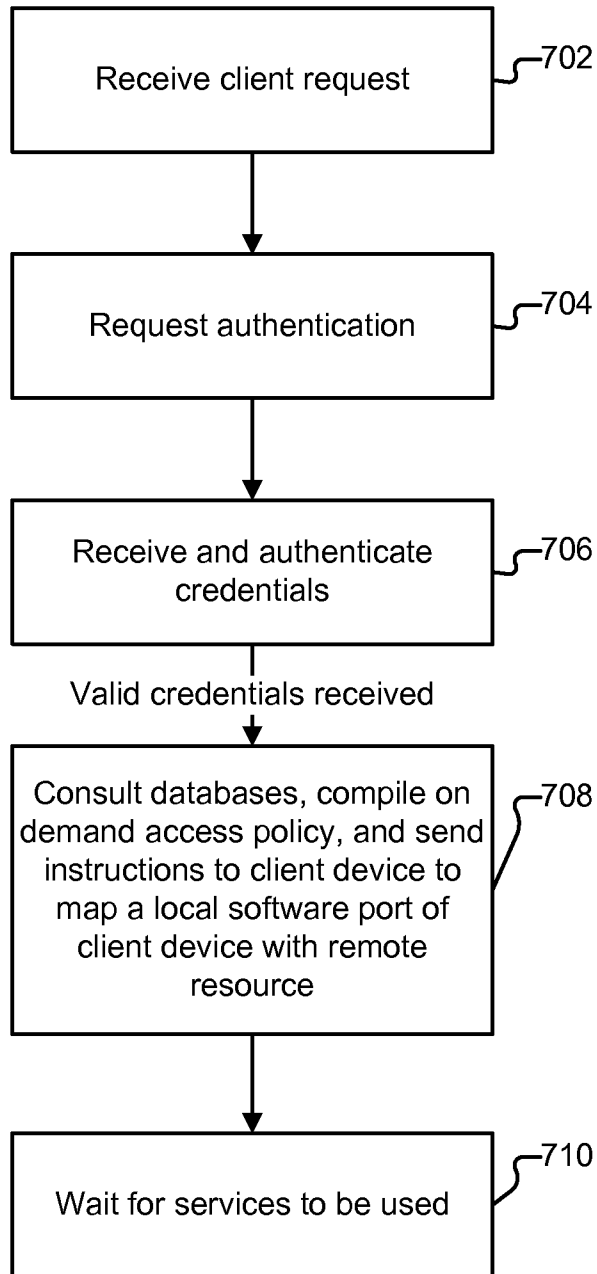 Receive client request
702
Request authentication
704
Receive and authenticate
credentials
706
Valid credentials received
Consult databases, compile on
demand access policy, and send
instructions to client device to
map a local software port of
client device with remote
resource
708
Wait for services to be used
710